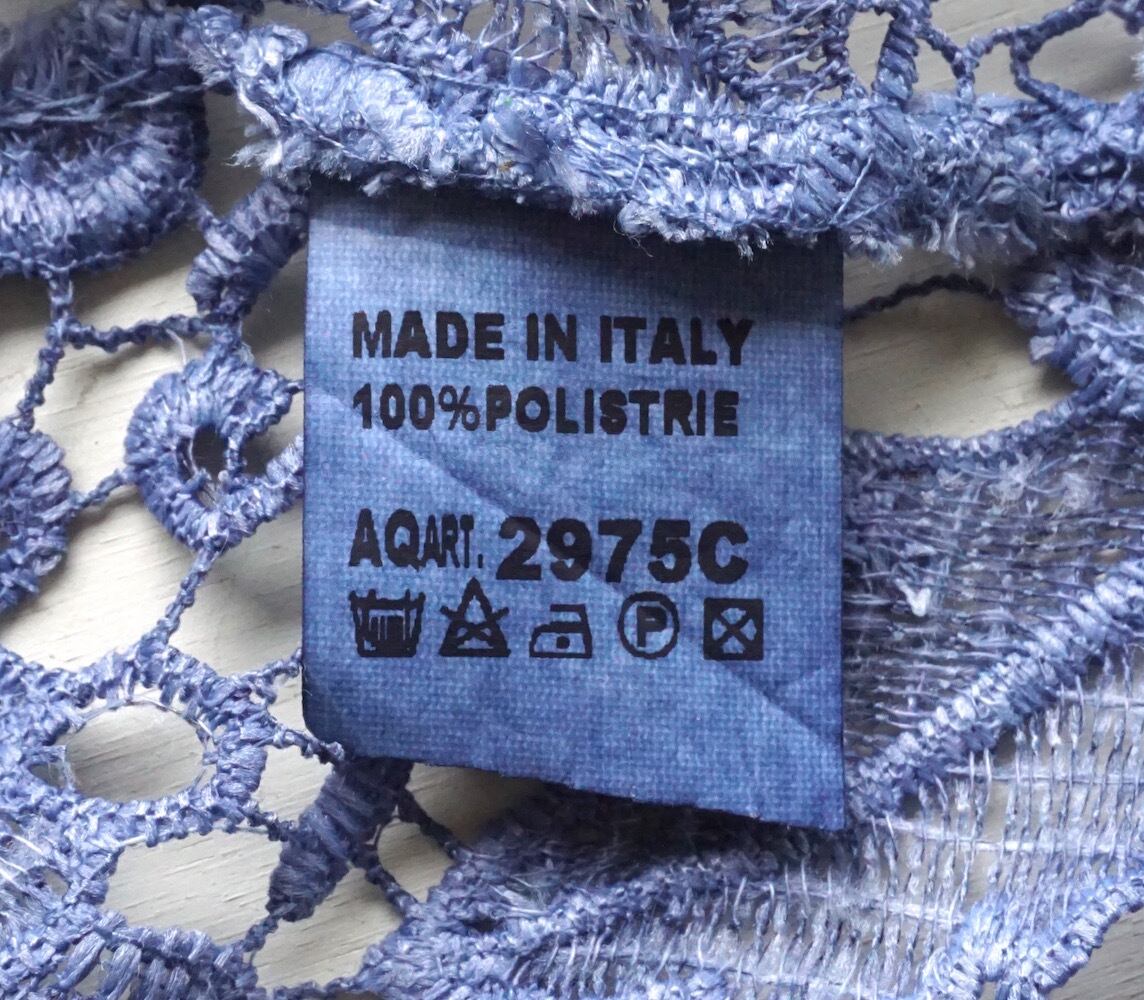 MADE IN ITALY
100%POLISTRIE
AQART. 2975C
P